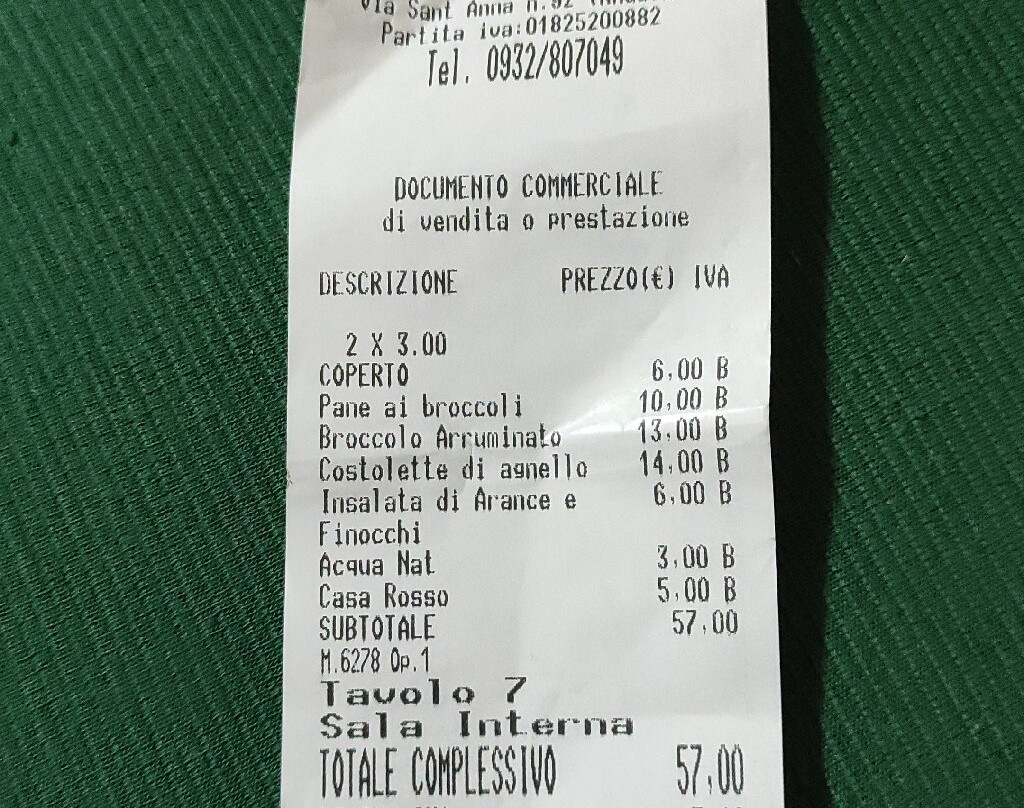 Via Sant Anna n.92
Partita iva:01825200882
Tel. 0932/807049
DOCUMENTO COMMERCIALE
di vendita o prestazione
DESCRIZIONE PREZZO(€) IVA
2 X 3.00
COPERTO 6,00 B
Pane ai broccoli 10,00 B
Broccolo Arruminato 13,00 B
Costolette di agnello 14,00 B
Insalata di Arance e 6,00 B
Finocchi
Acqua Nat 3,00 B
Casa Rosso 5,00 B
SUBTOTALE 57,00
M.6278 Op.1
Tavolo 7
Sala Interna
TOTALE COMPLESSIVO 57,00